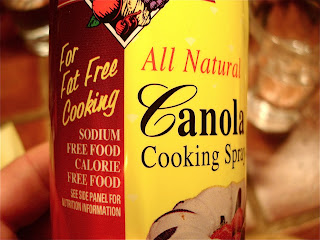 For
Fat Free
Cooking
SODIUM
FREE FOOD
CALORIE
FREE FOOD
SEE SIDE PANEL FOR
NUTRITION INFORMATION
All Natural
Canola
Cooking Spray